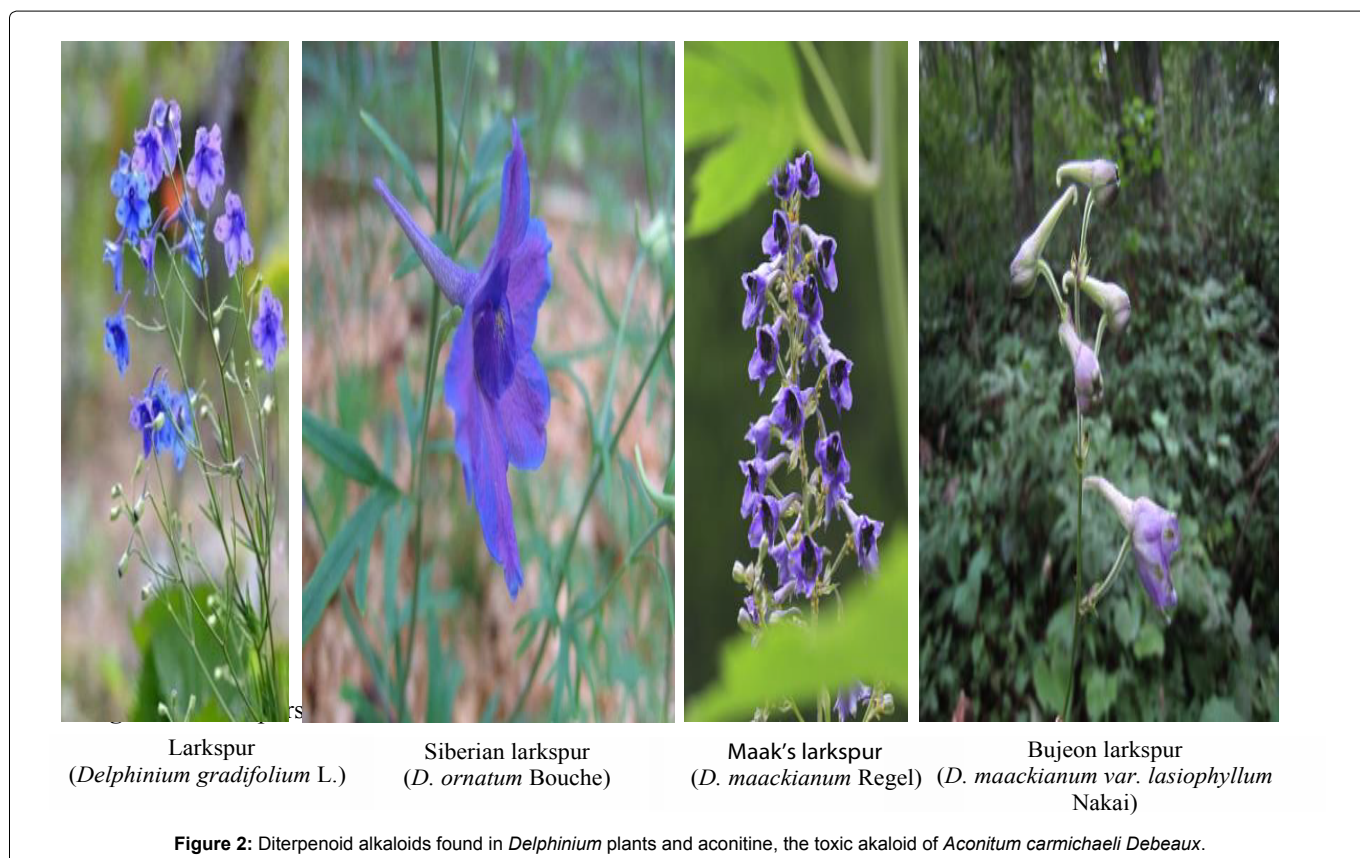 Larkspur
(Delphinium gradifolium L.)
Siberian larkspur
(D. ornatum Bouche)
Maak's larkspur
(D. maackianum Regel)
Bujeon larkspur
(D. maackianum var. lasiophyllum
Nakai)
Figure 2: Diterpenoid alkaloids found in Delphinium plants and aconitine, the toxic akaloid of Aconitum carmichaeli Debeaux.